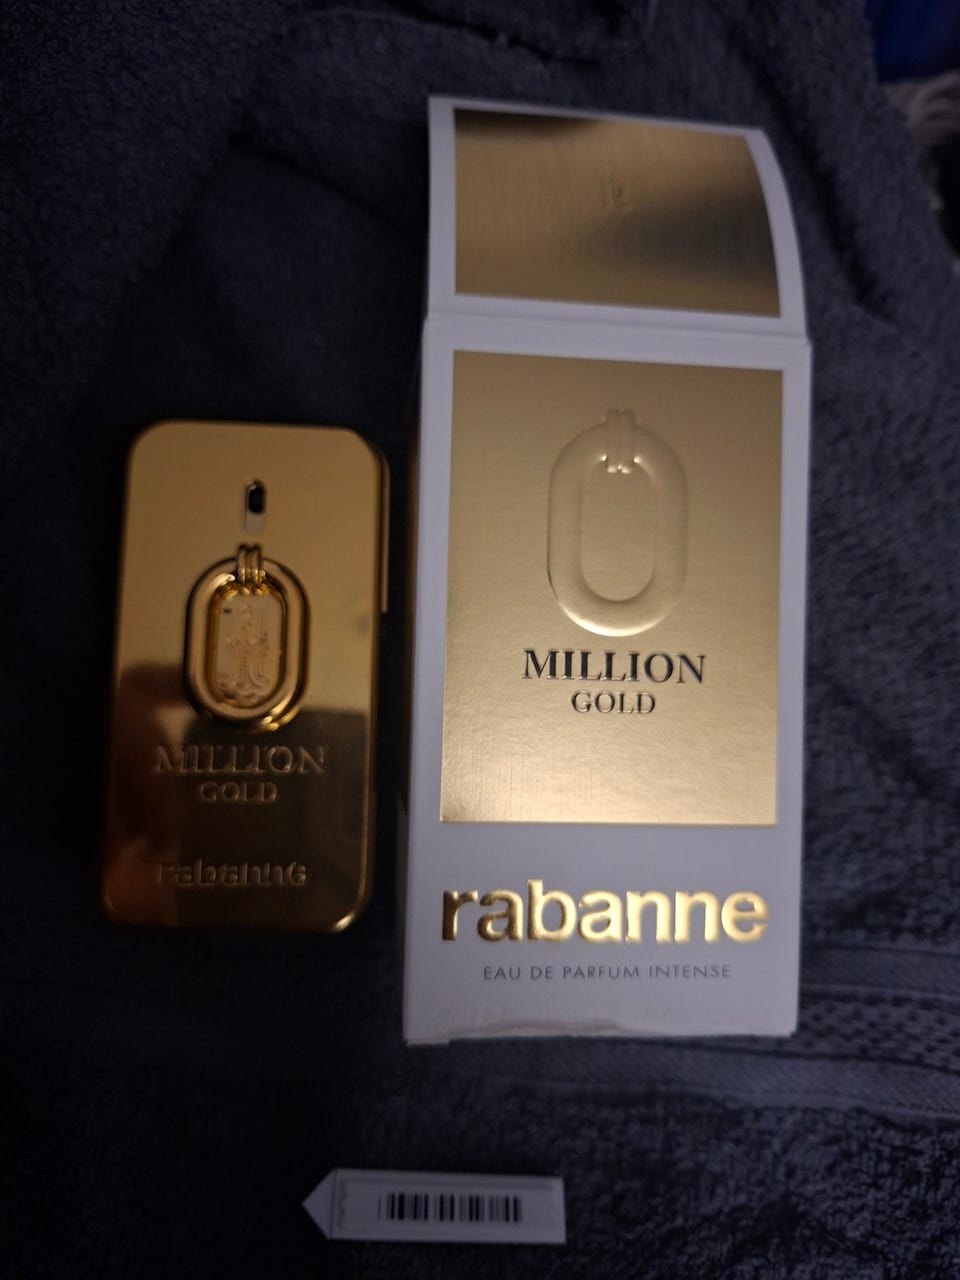 MILLION
GOLD
rabanne
MILLION
GOLD
rabanne
EAU DE PARFUM INTENSE